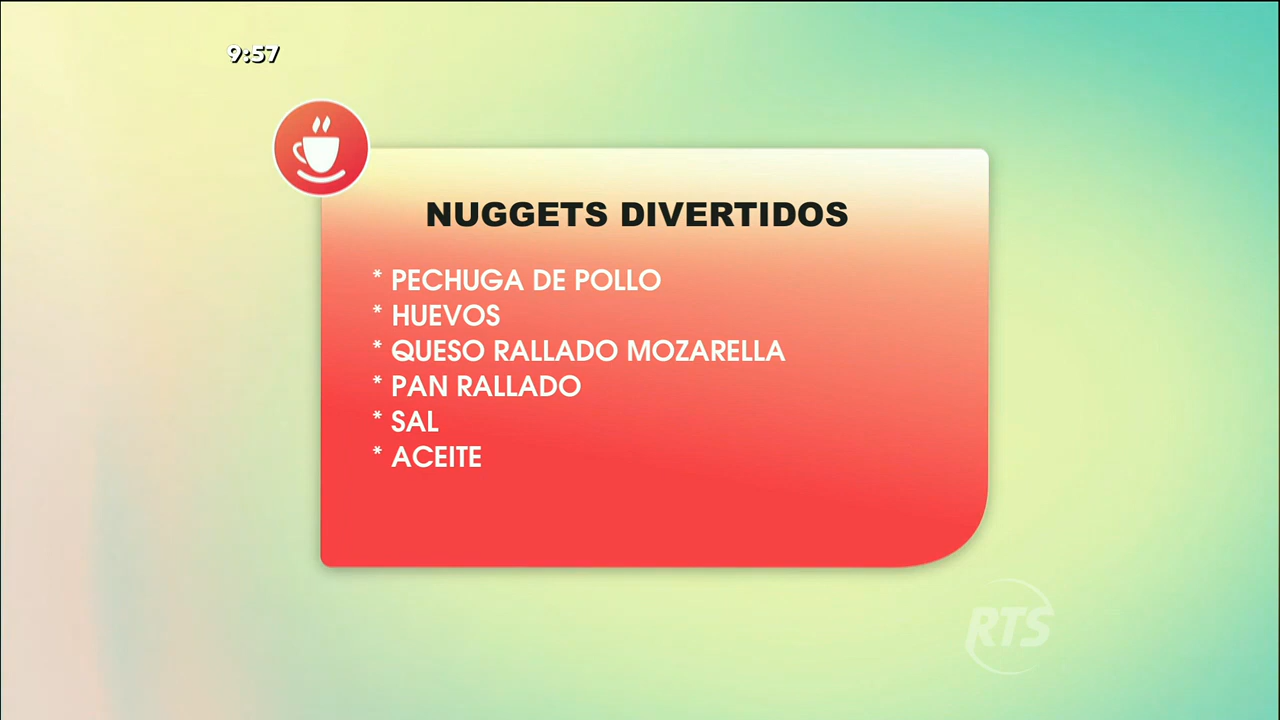 9:57
NUGGETS DIVERTIDOS
* PECHUGA DE POLLO
* HUEVOS
* QUESO RALLADO MOZARELLA
* PAN RALLADO
* SAL
* ACEITE
RTS